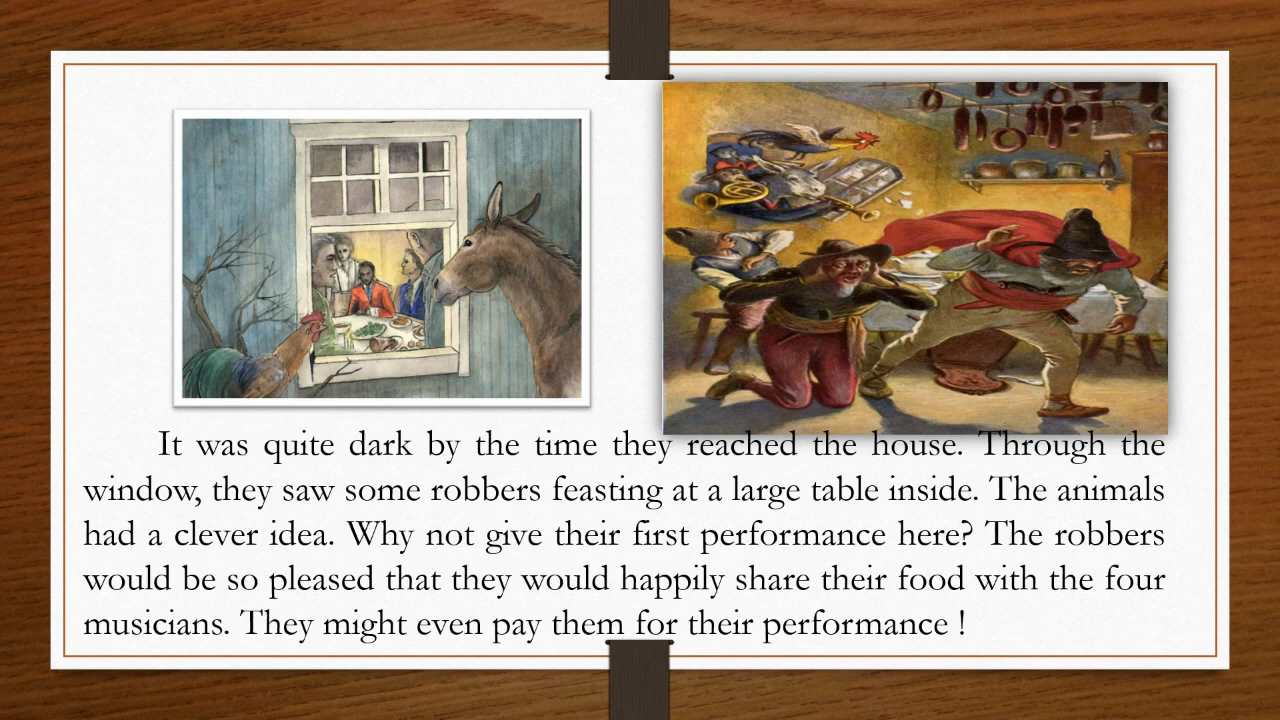 It was quite dark by the time they reached the house. Through the
window, they saw some robbers feasting at a large table inside. The animals
had a clever idea. Why not give their first performance here? The robbers
would be so pleased that they would happily share their food with the four
musicians. They might even pay them for their performance !